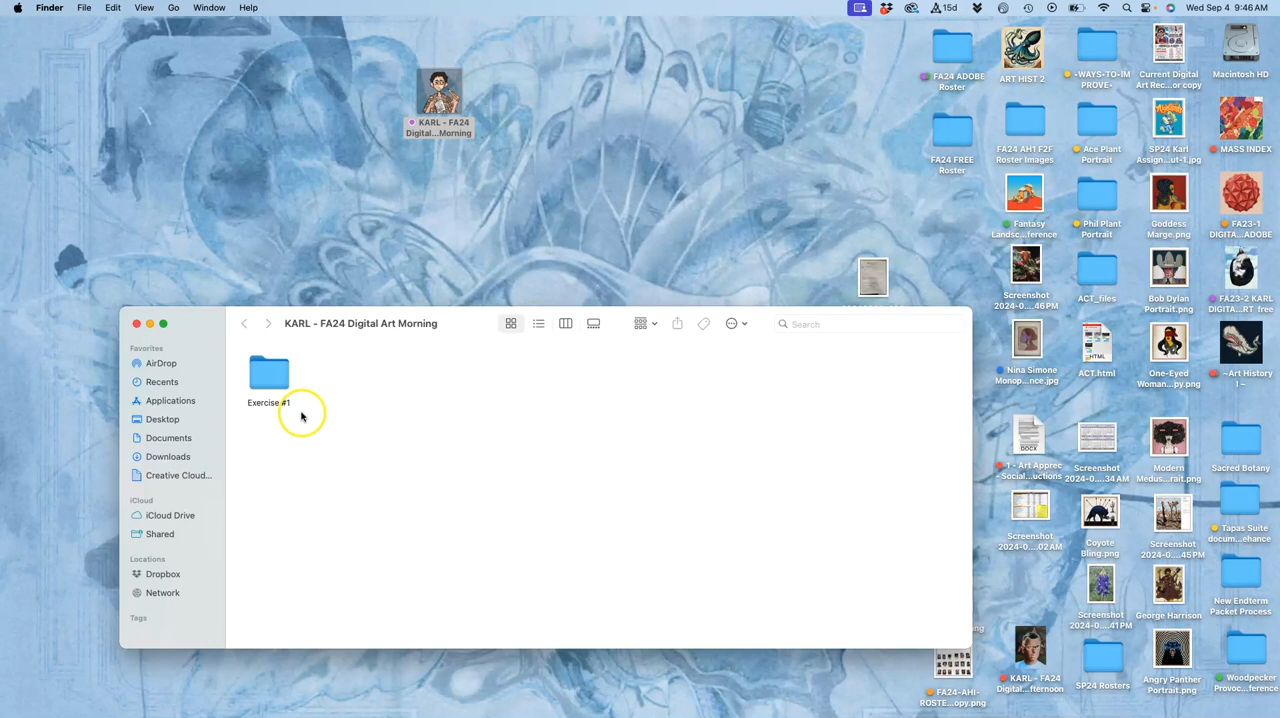 Finder File Edit View Go Window Help
15d Wed Sep 4 9:46 AM
KARL - FA24
Digital...Morning
FA24 ADOBE
Roster
FA24 FREE
Roster
ART HIST 2
FA24 AH1 F2F
Roster Images
Fantasy
Landsc...ference
Screenshot
2024-0....46 PM
Nina Simone
Monop...nce.jpg
1 - Art Apprec
- Social...uctions
DOCX
Screenshot
2024-0....02 AM
KARL - FA24
Digital...fternoon
•WAYS•TO•IM
PROVE•
Ace Plant
Portrait
Phil Plant
Portrait
ACT_files
HTML
ACT.html
Screenshot
2024-0....34 AM
Coyote
Bling.png
Screenshot
2024-0....41 PM
SP24 Rosters
Current Digital
Art Rec...or copy
SP24 Karl
Assign...ut-1.jpg
Goddess
Marge.png
Bob Dylan
Portrait.png
One-Eyed
Woman...py.png
Modern
Medus...rait.png
Screenshot
2024-0....45 PM
George Harrison
Angry Panther
Portrait.png
Macintosh HD
MASS INDEX
FA23-1
DIGITA...ADOBE
FA23-2 KARL
DIGITA...RT free
~Art History
I ~
Sacred Botany
Tapas Suite
docum...ehance
New Endterm
Packet Process
Woodpecker
Provoc...ference
FA24-AHI-
ROSTE...opy.png
KARL - FA24 Digital Art Morning
Search
Favorites
AirDrop
Recents
Applications
Desktop
Documents
Downloads
Creative Cloud...
iCloud
iCloud Drive
Shared
Locations
Dropbox
Network
Tags
Exercise #1